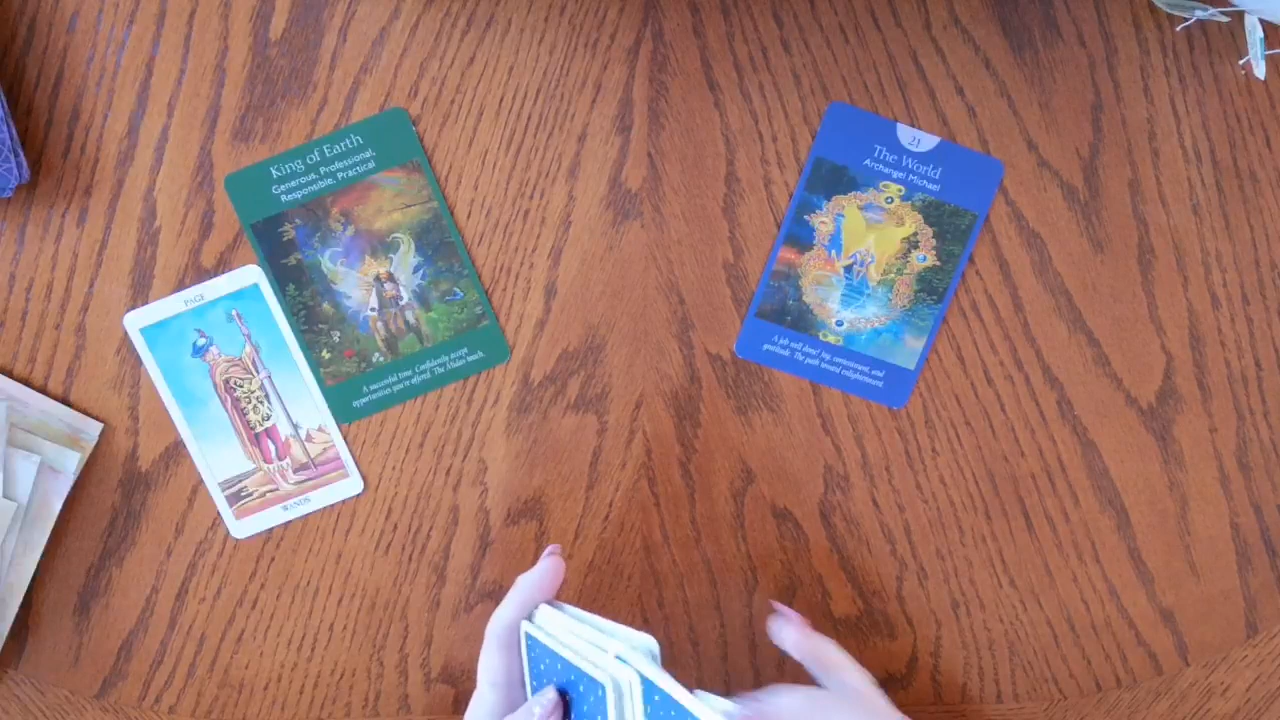 King of Earth
Generous, Professional,
Responsible, Practical
A successful time. Confidently accept
opportunities you're offered. The Midas touch.
PAGE
WANDS
21
The World
Archangel Michael
A job well done! Joy, contentment, and
gratitude. The path toward enlightenment.